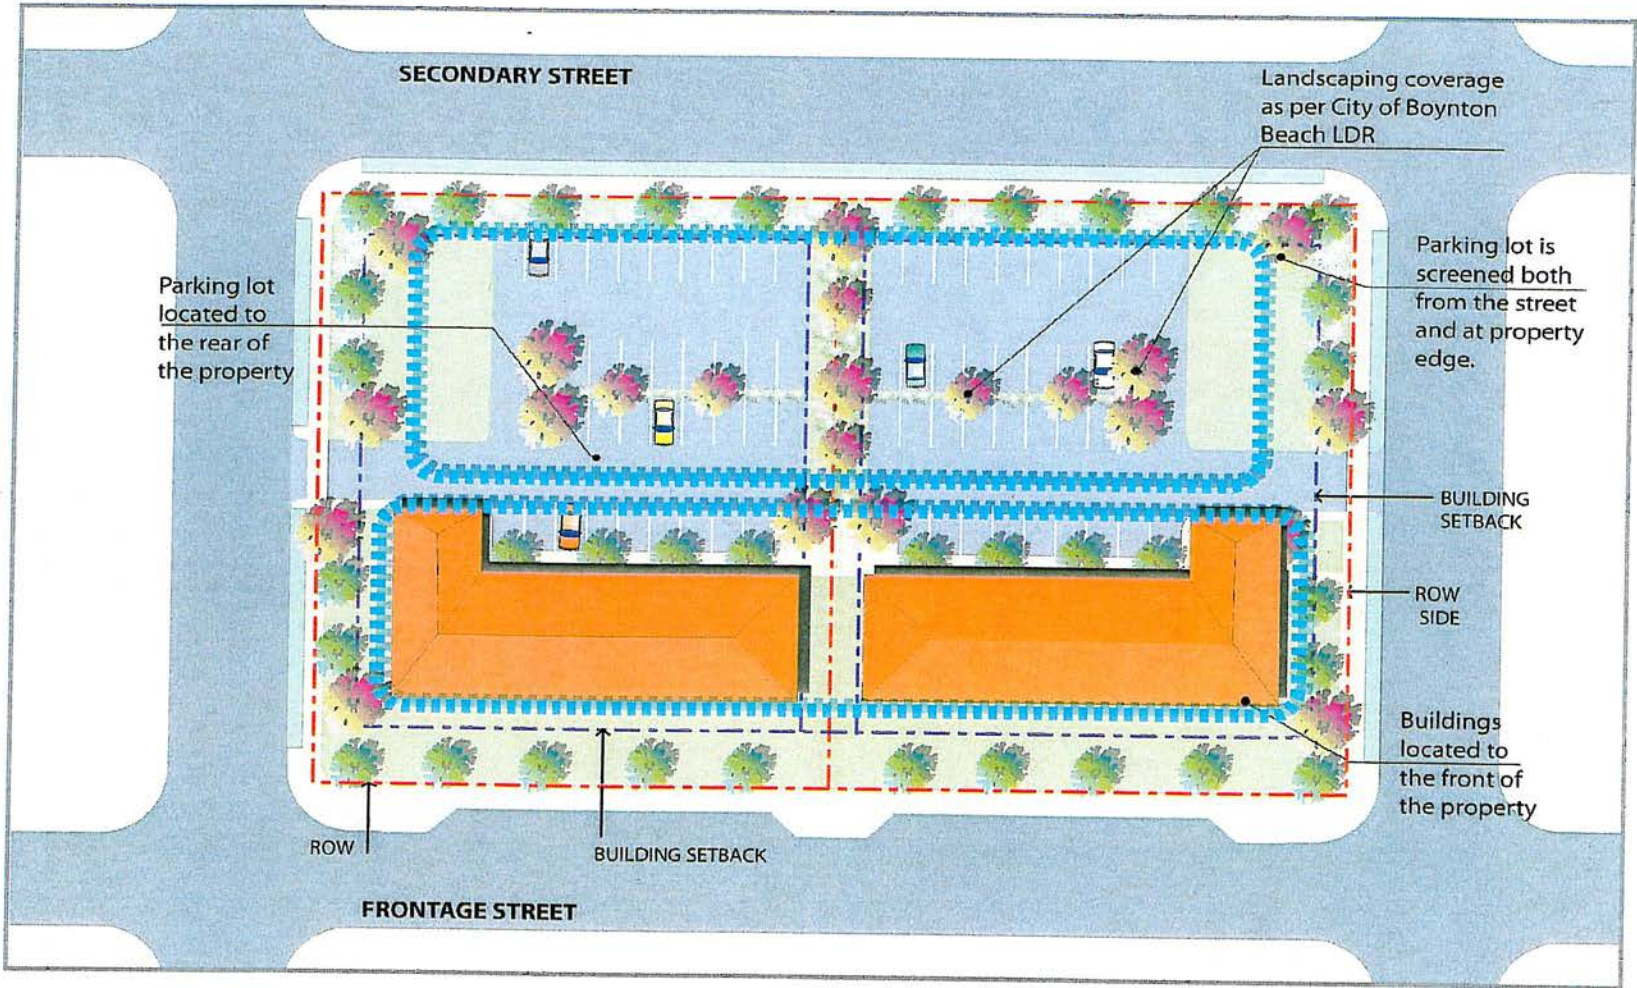 SECONDARY STREET
Landscaping coverage
as per City of Boynton
Beach LDR
Parking lot
located to
the rear of
the property
Parking lot is
screened both
from the street
and at property
edge.
BUILDING
SETBACK
ROW
SIDE
Buildings
located to
the front of
the property
ROW
BUILDING SETBACK
FRONTAGE STREET